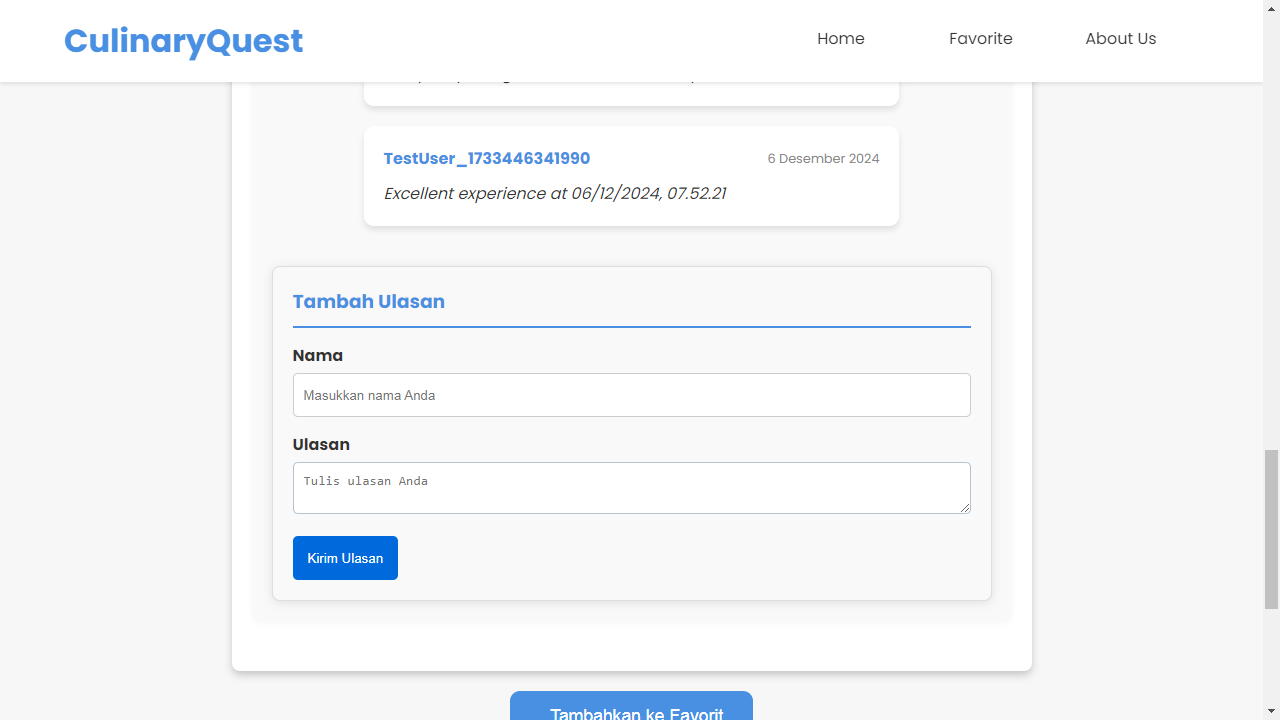 CulinaryQuest
Home
Favorite
About Us
TestUser_1733446341990
6 Desember 2024
Excellent experience at 06/12/2024, 07.52.21
Tambah Ulasan
Nama
Masukkan nama Anda
Ulasan
Tulis ulasan Anda
Kirim Ulasan
Tambahkan ke Favorit